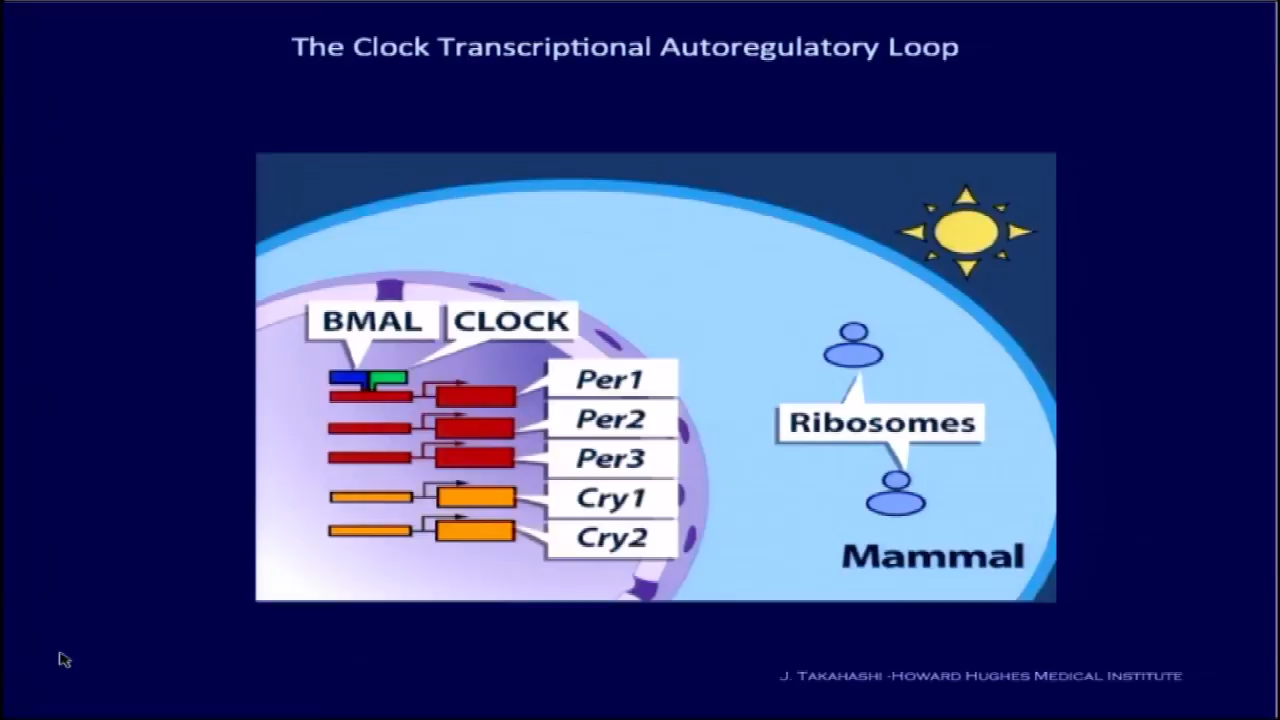 The Clock Transcriptional Autoregulatory Loop
BMAL
CLOCK
Per1
Per2
Per3
Cry1
Cry2
Ribosomes
Mammal
J. TAKAHASHI -HOWARD HUGHES MEDICAL INSTITUTE